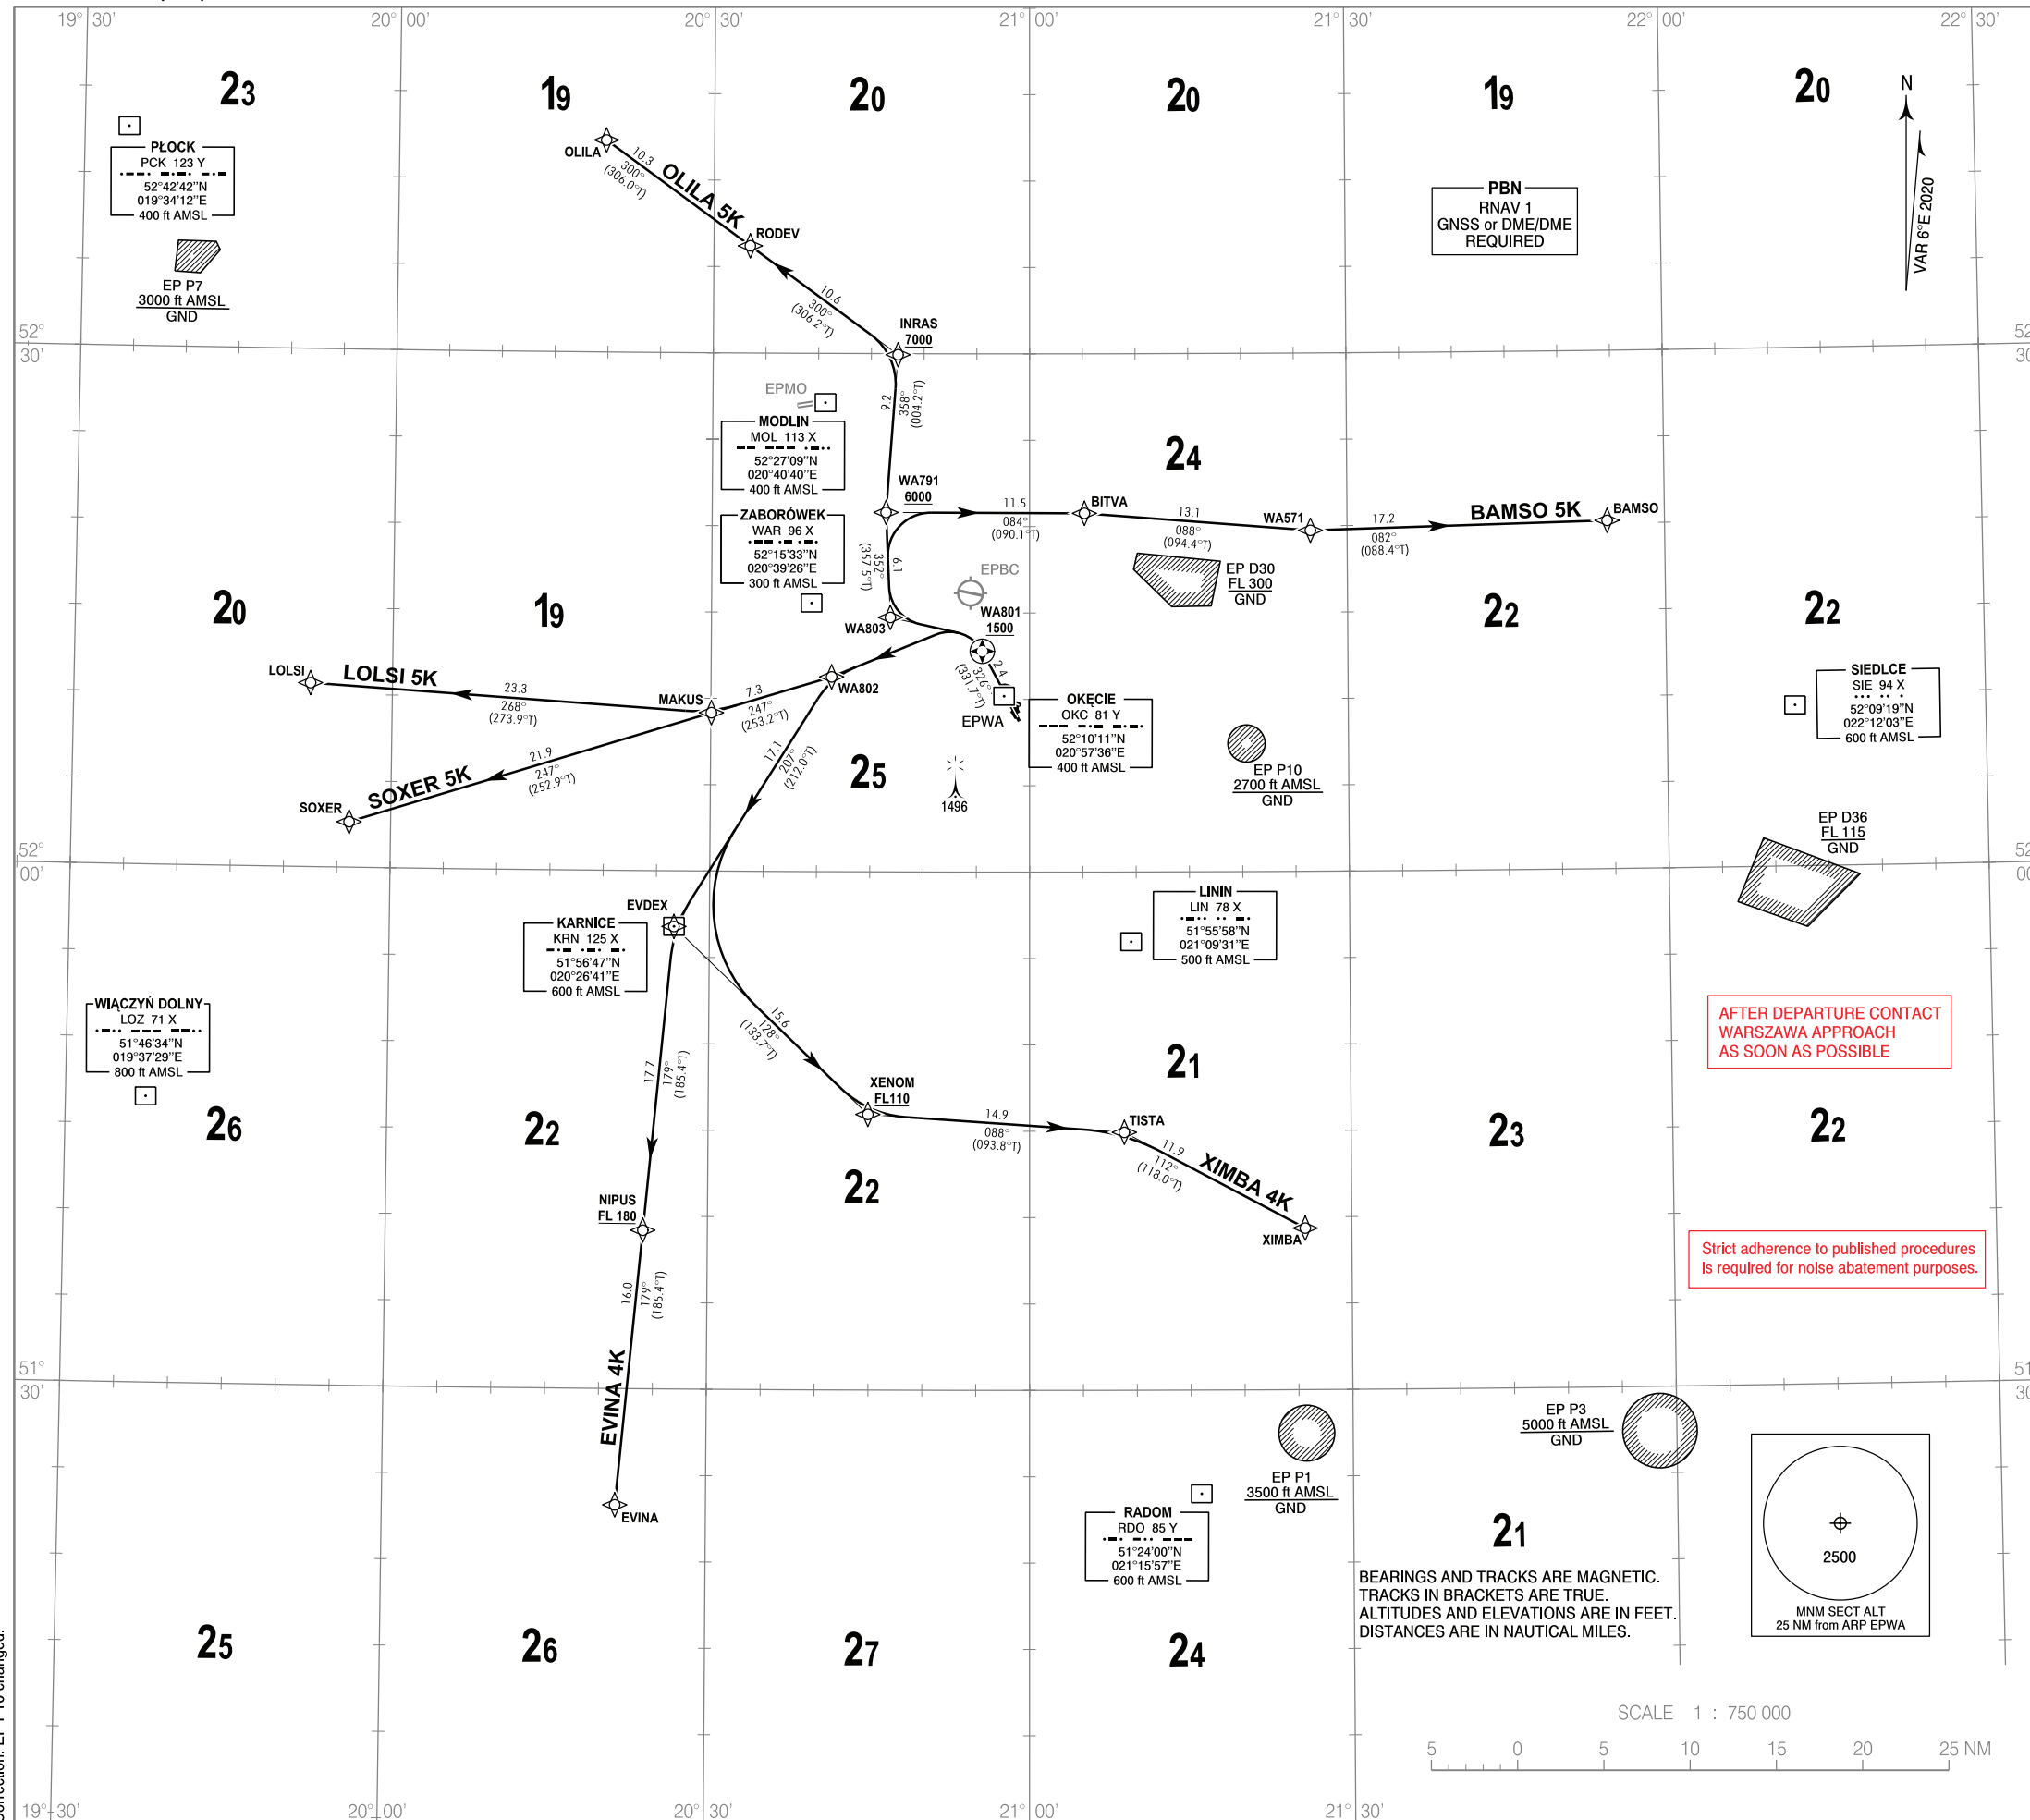 19° 30'
20° 00'
20° 30'
21° 00'
21° 30'
22° 00'
22° 30'
23
19
20
20
19
20
N
VAR 6°E 2020
PŁOCK
PCK 123 Y
52°42'42"N
019°34'12"E
400 ft AMSL
EP P7
3000 ft AMSL
GND
OLILA
10.3
300°
(306.0°T)
OLILA 5K
RODEV
10.6
300°
(306.2°T)
INRAS
7000
PBN
RNAV 1
GNSS or DME/DME
REQUIRED
52°
30'
52
30
EPMO
MODLIN
MOL 113 X
52°27'09"N
020°40'40"E
400 ft AMSL
9.2
358°
(004.2°T)
24
WA791
6000
11.5
084°
(090.1°T)
BITVA
13.1
088°
(094.4°T)
WA571
17.2
082°
(088.4°T)
BAMSO 5K
BAMSO
ZABORÓWEK
WAR 96 X
52°15'33"N
020°39'26"E
300 ft AMSL
6.1
352°
(357.5°T)
EPBC
EP D30
FL 300
GND
20
19
22
22
WA803
WA801
1500
2.4
326°
(331.7°T)
LOLSI
LOLSI 5K
23.3
268°
(273.9°T)
MAKUS
7.3
247°
(253.2°T)
WA802
EPWA
OKĘCIE
OKC 81 Y
52°10'11"N
020°57'36"E
400 ft AMSL
SIEDLCE
SIE 94 X
52°09'19"N
022°12'03"E
600 ft AMSL
SOXER
SOXER 5K
21.9
247°
(252.9°T)
17.1
207°
(212.0°T)
25
1496
EP P10
2700 ft AMSL
GND
EP D36
FL 115
GND
52°
00'
52
00
EVDEX
KARNICE
KRN 125 X
51°56'47"N
020°26'41"E
600 ft AMSL
LININ
LIN 78 X
51°55'58"N
021°09'31"E
500 ft AMSL
WIĄCZYŃ DOLNY
LOZ 71 X
51°46'34"N
019°37'29"E
800 ft AMSL
AFTER DEPARTURE CONTACT
WARSZAWA APPROACH
AS SOON AS POSSIBLE
15.6
128°
(133.7°T)
17.7
179°
(185.4°T)
XENOM
FL110
14.9
088°
(093.8°T)
TISTA
11.9
112°
(118.0°T)
XIMBA 4K
XIMBA
21
26
22
22
23
22
NIPUS
FL 180
16.0
179°
(185.4°T)
EVINA 4K
EVINA
Strict adherence to published procedures
is required for noise abatement purposes.
51°
30'
51
30
EP P1
3500 ft AMSL
GND
EP P3
5000 ft AMSL
GND
RADOM
RDO 85 Y
51°24'00"N
021°15'57"E
600 ft AMSL
21
2500
MNM SECT ALT
25 NM from ARP EPWA
BEARINGS AND TRACKS ARE MAGNETIC.
TRACKS IN BRACKETS ARE TRUE.
ALTITUDES AND ELEVATIONS ARE IN FEET.
DISTANCES ARE IN NAUTICAL MILES.
25
26
27
24
SCALE 1 : 750 000
5 0 5 10 15 20 25 NM
19° 30'
20° 00'
20° 30'
21° 00'
21° 30'